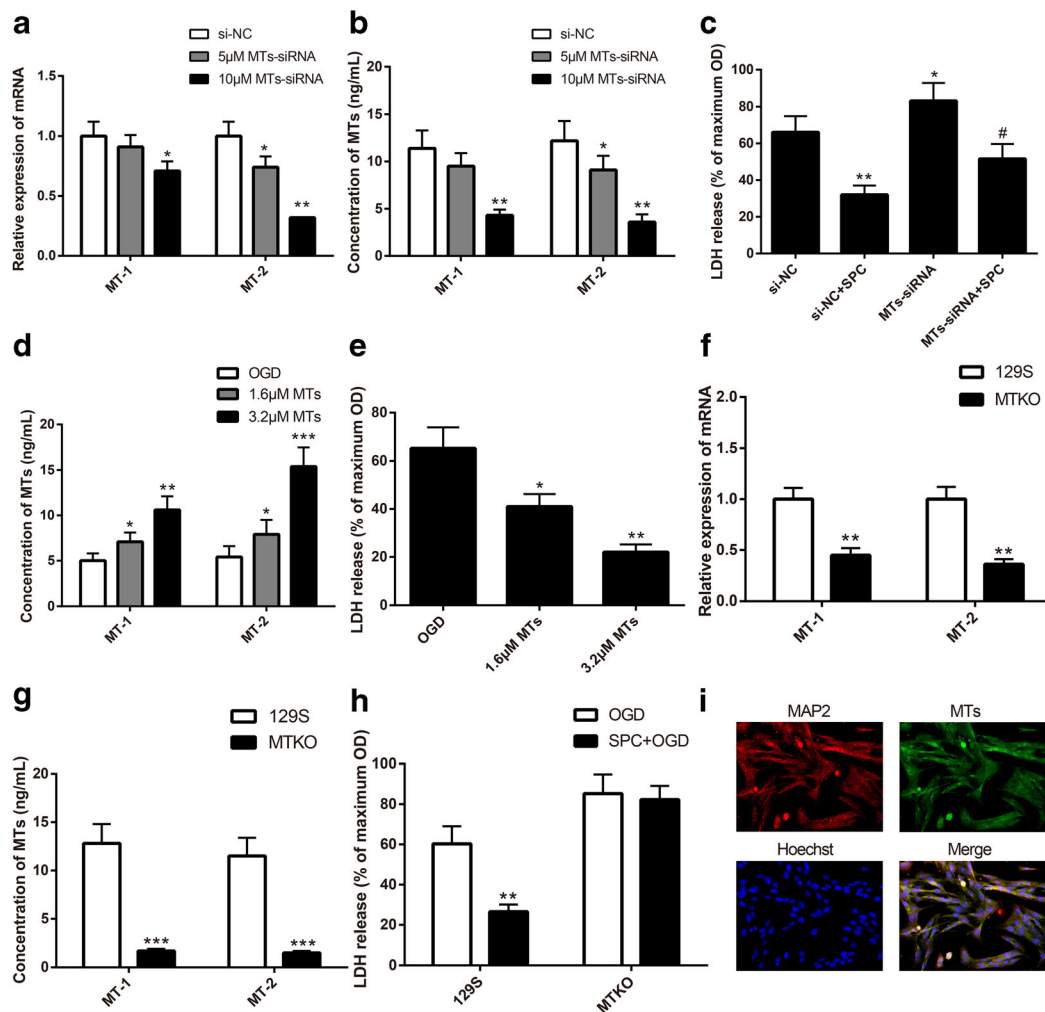 a
si-NC
5μM MTs-siRNA
10μM MTs-siRNA
Relative expression of mRNA
1.5
1.0
0.5
0.0
*
*
**
MT-1
MT-2
b
si-NC
5μM MTs-siRNA
10μM MTs-siRNA
Concentration of MTs (ng/mL)
15
10
5
0
**
*
**
MT-1
MT-2
c
LDH release (% of maximum OD)
100
80
60
40
20
0
**
*
#
si-NC
si-NC+SPC
MTs-siRNA
MTs-siRNA+SPC
d
OGD
1.6μM MTs
3.2μM MTs
Concentration of MTs (ng/mL)
20
15
10
5
0
*
**
*
***
MT-1
MT-2
e
LDH release (% of maximum OD)
80
60
40
20
0
*
**
OGD
1.6μM MTs
3.2μM MTs
f
129S
MTKO
Relative expression of mRNA
2.0
1.5
1.0
0.5
0.0
**
**
MT-1
MT-2
g
129S
MTKO
Concentration of MTs (ng/mL)
20
15
10
5
0
***
***
MT-1
MT-2
h
OGD
SPC+OGD
LDH release (% of maximum OD)
100
80
60
40
20
0
**
129S
MTKO
i
MAP2
MTs
Hoechst
Merge